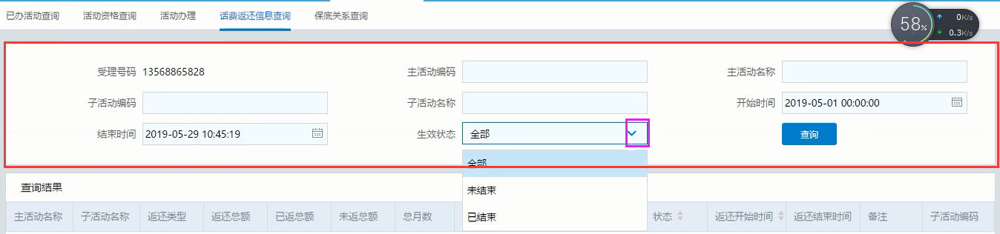 已办活动查询 活动资格查询 活动办理 话费返还信息查询 保底关系查询
58% 0K/s
0.3K/s
受理号码 13568865828 主活动编码 主活动名称
子活动编码 子活动名称 开始时间 2019-05-01 00:00:00
结束时间 2019-05-29 10:45:19 生效状态 全部 查询
全部
未结束
已结束
查询结果
主活动名称 子活动名称 返还类型 返还总额 已返总额 未返总额 总月数 状态 返还开始时间 返还结束时间 备注 子活动编码